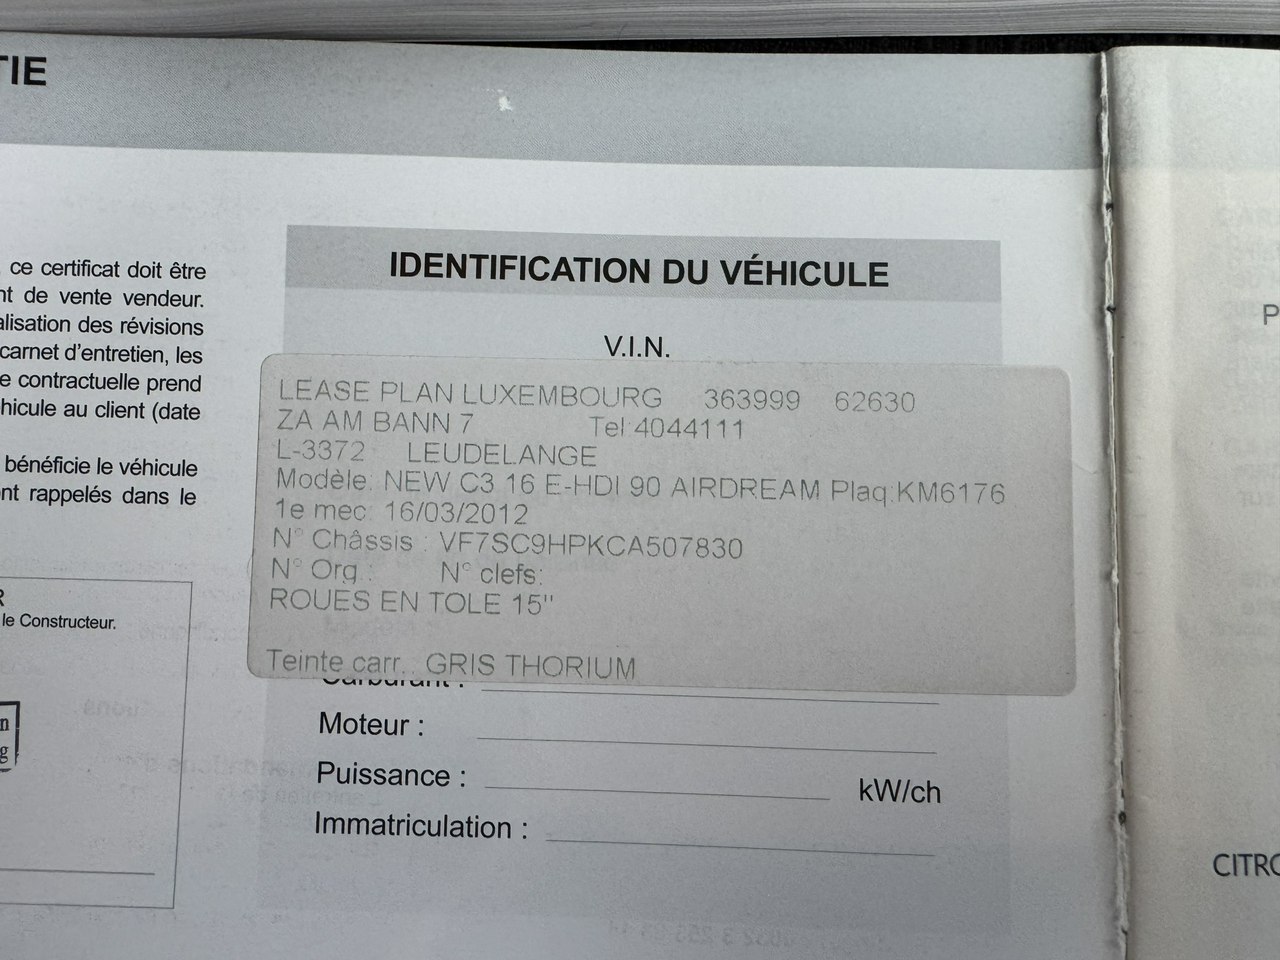 TIE
ce certificat doit être
nt de vente vendeur.
alisation des révisions
carnet d'entretien, les
e contractuelle prend
hicule au client (date
bénéficie le véhicule
nt rappelés dans le
R
le Constructeur.
n
g
IDENTIFICATION DU VÉHICULE
V.I.N.
LEASE PLAN LUXEMBOURG 363999 62630
ZA AM BANN 7 Tel 4044111
L-3372 LEUDELANGE
Modèle: NEW C3 16 E-HDI 90 AIRDREAM Plaq:KM6176
1e mec: 16/03/2012
N° Châssis : VF7SC9HPKCA507830
N° Org.: N° clefs:
ROUES EN TOLE 15"
Teinte carr.: GRIS THORIUM
Carburant :
Moteur :
Puissance : kW/ch
Immatriculation :
P
CITRO